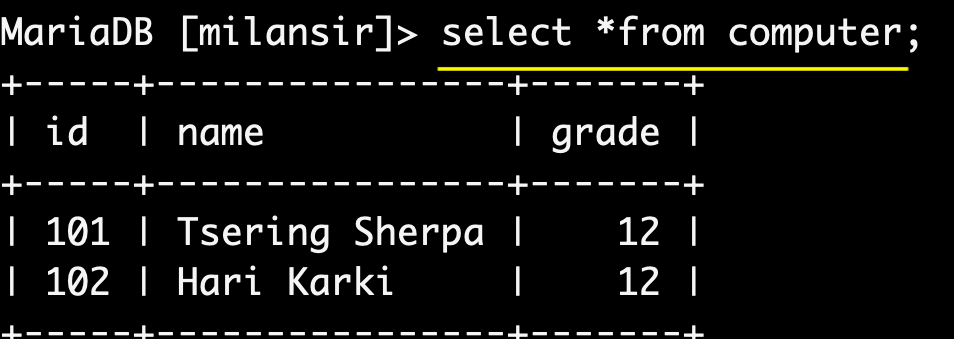 MariaDB [milansir]> select *from computer;
+-----+----------------+-------+
| id  | name           | grade |
+-----+----------------+-------+
| 101 | Tsering Sherpa |    12 |
| 102 | Hari Karki     |    12 |
+-----+----------------+-------+